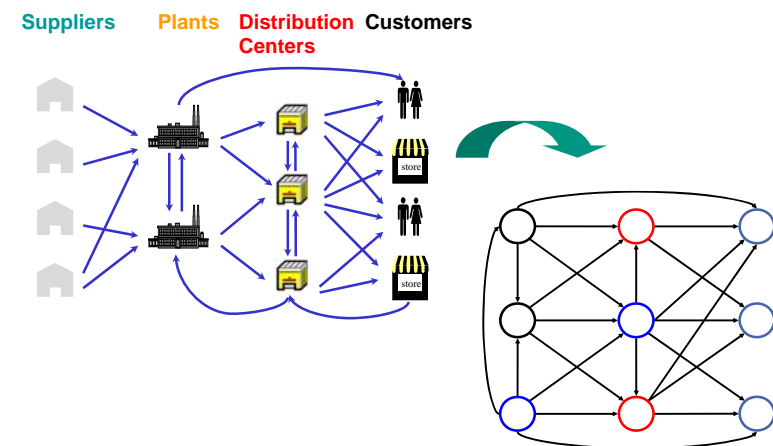 Suppliers Plants Distribution Customers
Centers
store
store